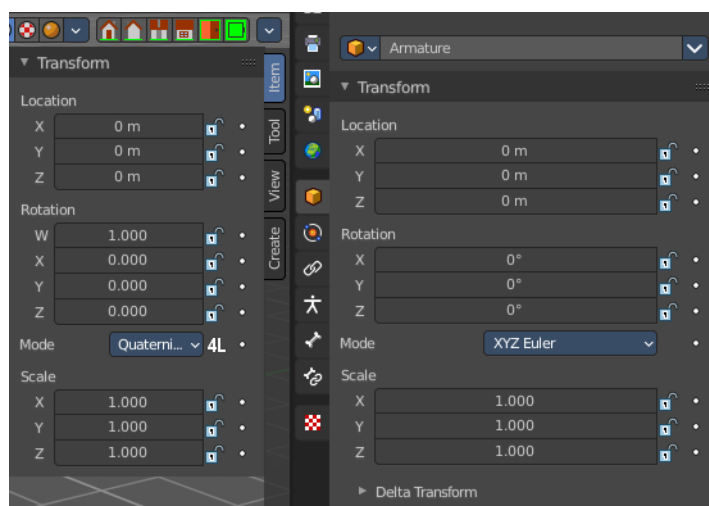 Transform
Location
X 0 m
Y 0 m
Z 0 m
Rotation
W 1.000
X 0.000
Y 0.000
Z 0.000
Mode Quaterni... 4L
Scale
X 1.000
Y 1.000
Z 1.000
Item
Tool
View
Create
Armature
Transform
Location
X 0 m
Y 0 m
Z 0 m
Rotation
X 0°
Y 0°
Z 0°
Mode XYZ Euler
Scale
X 1.000
Y 1.000
Z 1.000
Delta Transform